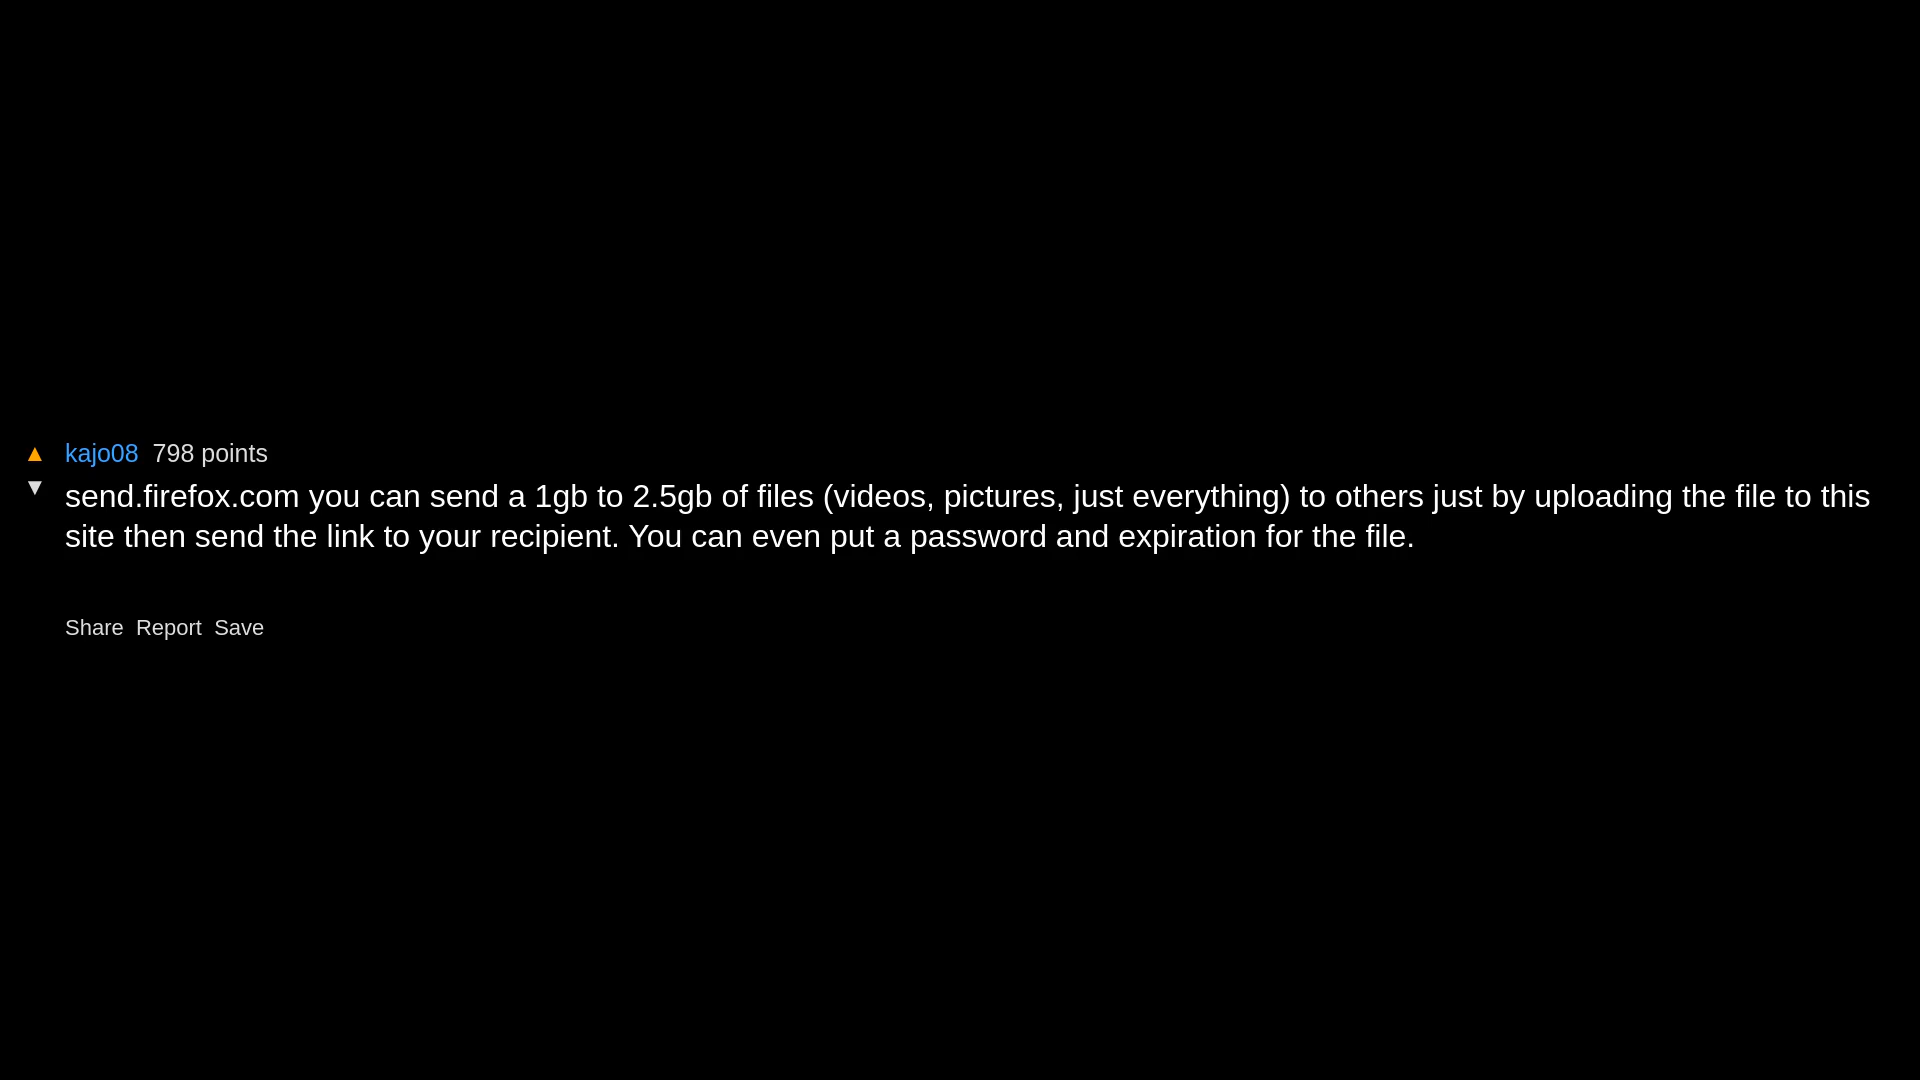 ▲ kajo08 798 points
▼ send.firefox.com you can send a 1gb to 2.5gb of files (videos, pictures, just everything) to others just by uploading the file to this
site then send the link to your recipient. You can even put a password and expiration for the file.
Share Report Save